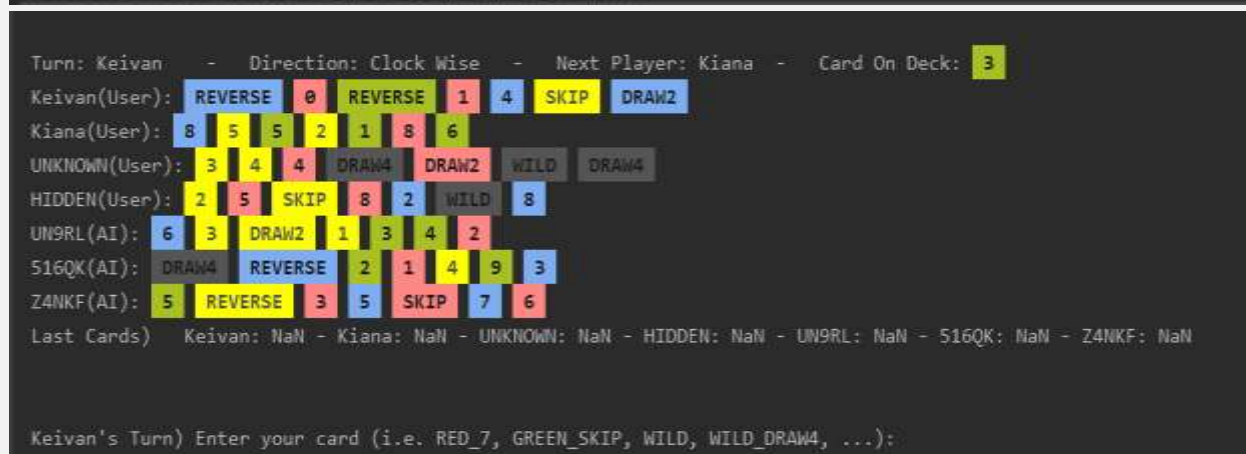 Turn: Keivan - Direction: Clock Wise - Next Player: Kiana - Card On Deck: 3
Keivan(User): REVERSE 0 REVERSE 1 4 SKIP DRAW2
Kiana(User): 8 5 5 2 1 8 6
UNKNOWN(User): 3 4 4 DRAW4 DRAW2 WILD DRAW4
HIDDEN(User): 2 5 SKIP 8 2 WILD 8
UN9RL(AI): 6 3 DRAW2 1 3 4 2
516QK(AI): DRAW4 REVERSE 2 1 4 9 3
Z4NKF(AI): 5 REVERSE 3 5 SKIP 7 6
Last Cards) Keivan: NaN - Kiana: NaN - UNKNOWN: NaN - HIDDEN: NaN - UN9RL: NaN - 516QK: NaN - Z4NKF: NaN
Keivan's Turn) Enter your card (i.e. RED_7, GREEN_SKIP, WILD, WILD_DRAW4, ...):